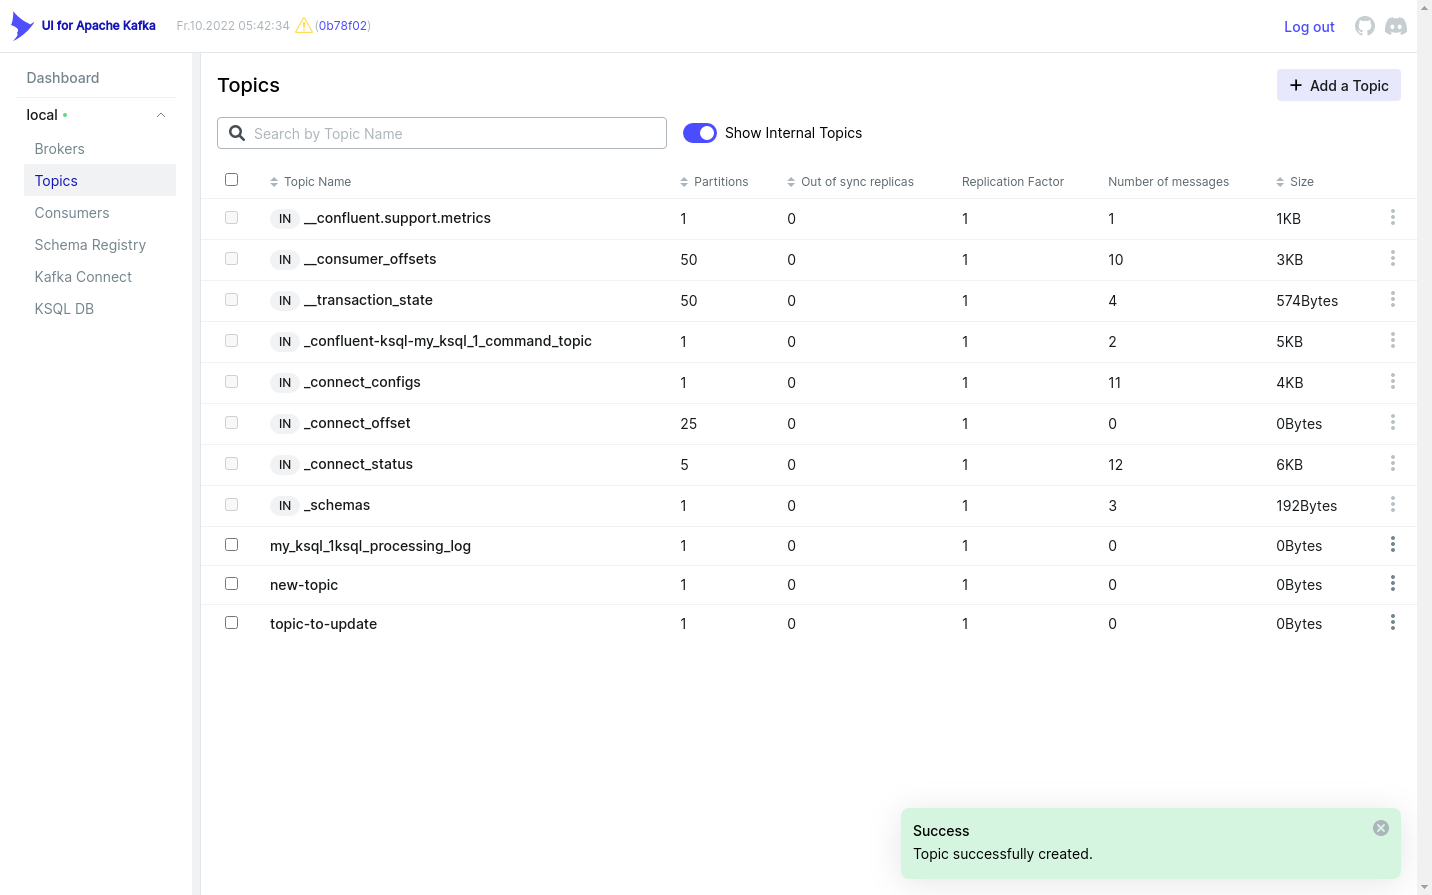 UI for Apache Kafka Fr.10.2022 05:42:34 (0b78f02) Log out
Dashboard
local
Brokers
Topics
Consumers
Schema Registry
Kafka Connect
KSQL DB
Topics
Add a Topic
Search by Topic Name
Show Internal Topics
Topic Name Partitions Out of sync replicas Replication Factor Number of messages Size
IN __confluent.support.metrics 1 0 1 1 1KB
IN __consumer_offsets 50 0 1 10 3KB
IN __transaction_state 50 0 1 4 574Bytes
IN _confluent-ksql-my_ksql_1_command_topic 1 0 1 2 5KB
IN _connect_configs 1 0 1 11 4KB
IN _connect_offset 25 0 1 0 0Bytes
IN _connect_status 5 0 1 12 6KB
IN _schemas 1 0 1 3 192Bytes
my_ksql_1ksql_processing_log 1 0 1 0 0Bytes
new-topic 1 0 1 0 0Bytes
topic-to-update 1 0 1 0 0Bytes
Success
Topic successfully created.